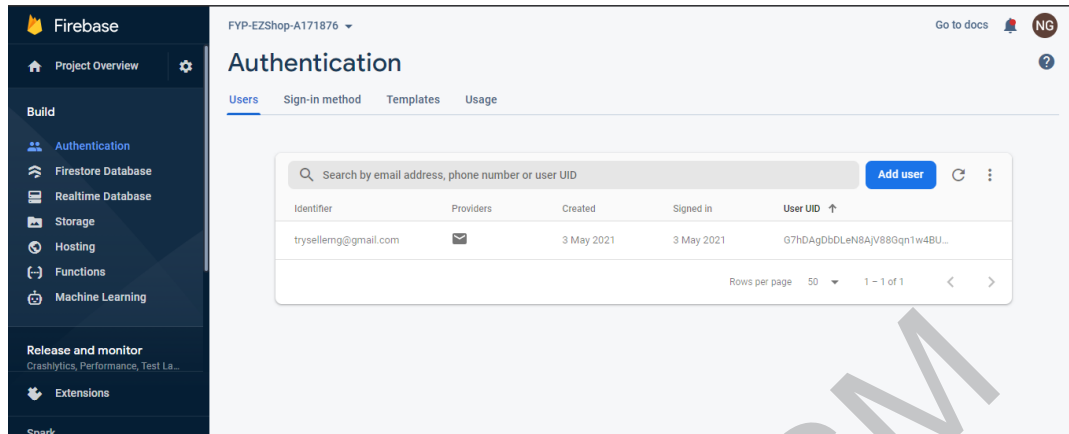 Firebase
FYP-EZShop-A171876
Go to docs
NG
Project Overview
Authentication
Users Sign-in method Templates Usage
Build
Authentication
Firestore Database
Realtime Database
Storage
Hosting
Functions
Machine Learning
Release and monitor
Crashlytics, Performance, Test La...
Extensions
Spark
Search by email address, phone number or user UID
Add user
Identifier Providers Created Signed in User UID
trysellerng@gmail.com 3 May 2021 3 May 2021 G7hDAgDbDLeN8AjV88Gqn1w4BU...
Rows per page 50 1 – 1 of 1